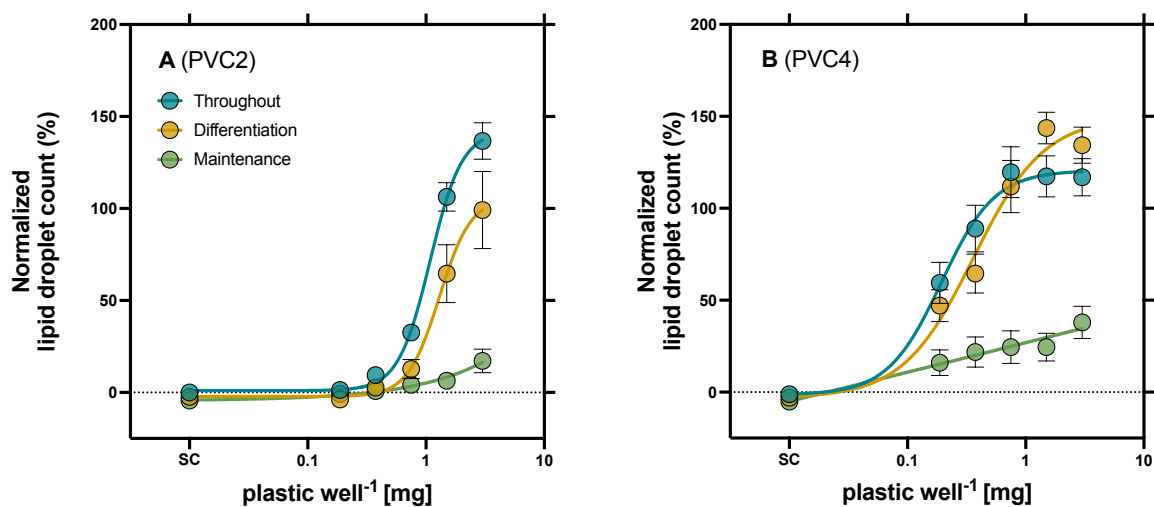 A (PVC2)
Throughout
Differentiation
Maintenance
Normalized
lipid droplet count (%)
200
150
100
50
0
SC
0.1
1
10
plastic well-1 [mg]
B (PVC4)
Normalized
lipid droplet count (%)
200
150
100
50
0
SC
0.1
1
10
plastic well-1 [mg]